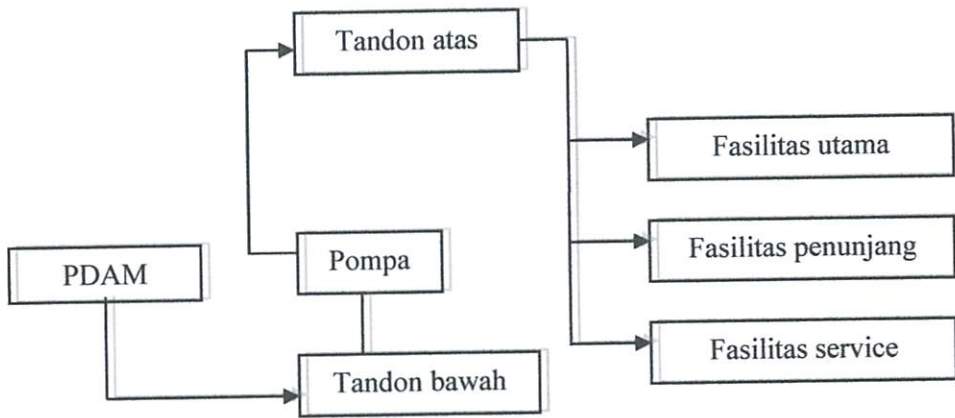 Tandon atas
Fasilitas utama
Fasilitas penunjang
Pompa
PDAM
Fasilitas service
Tandon bawah